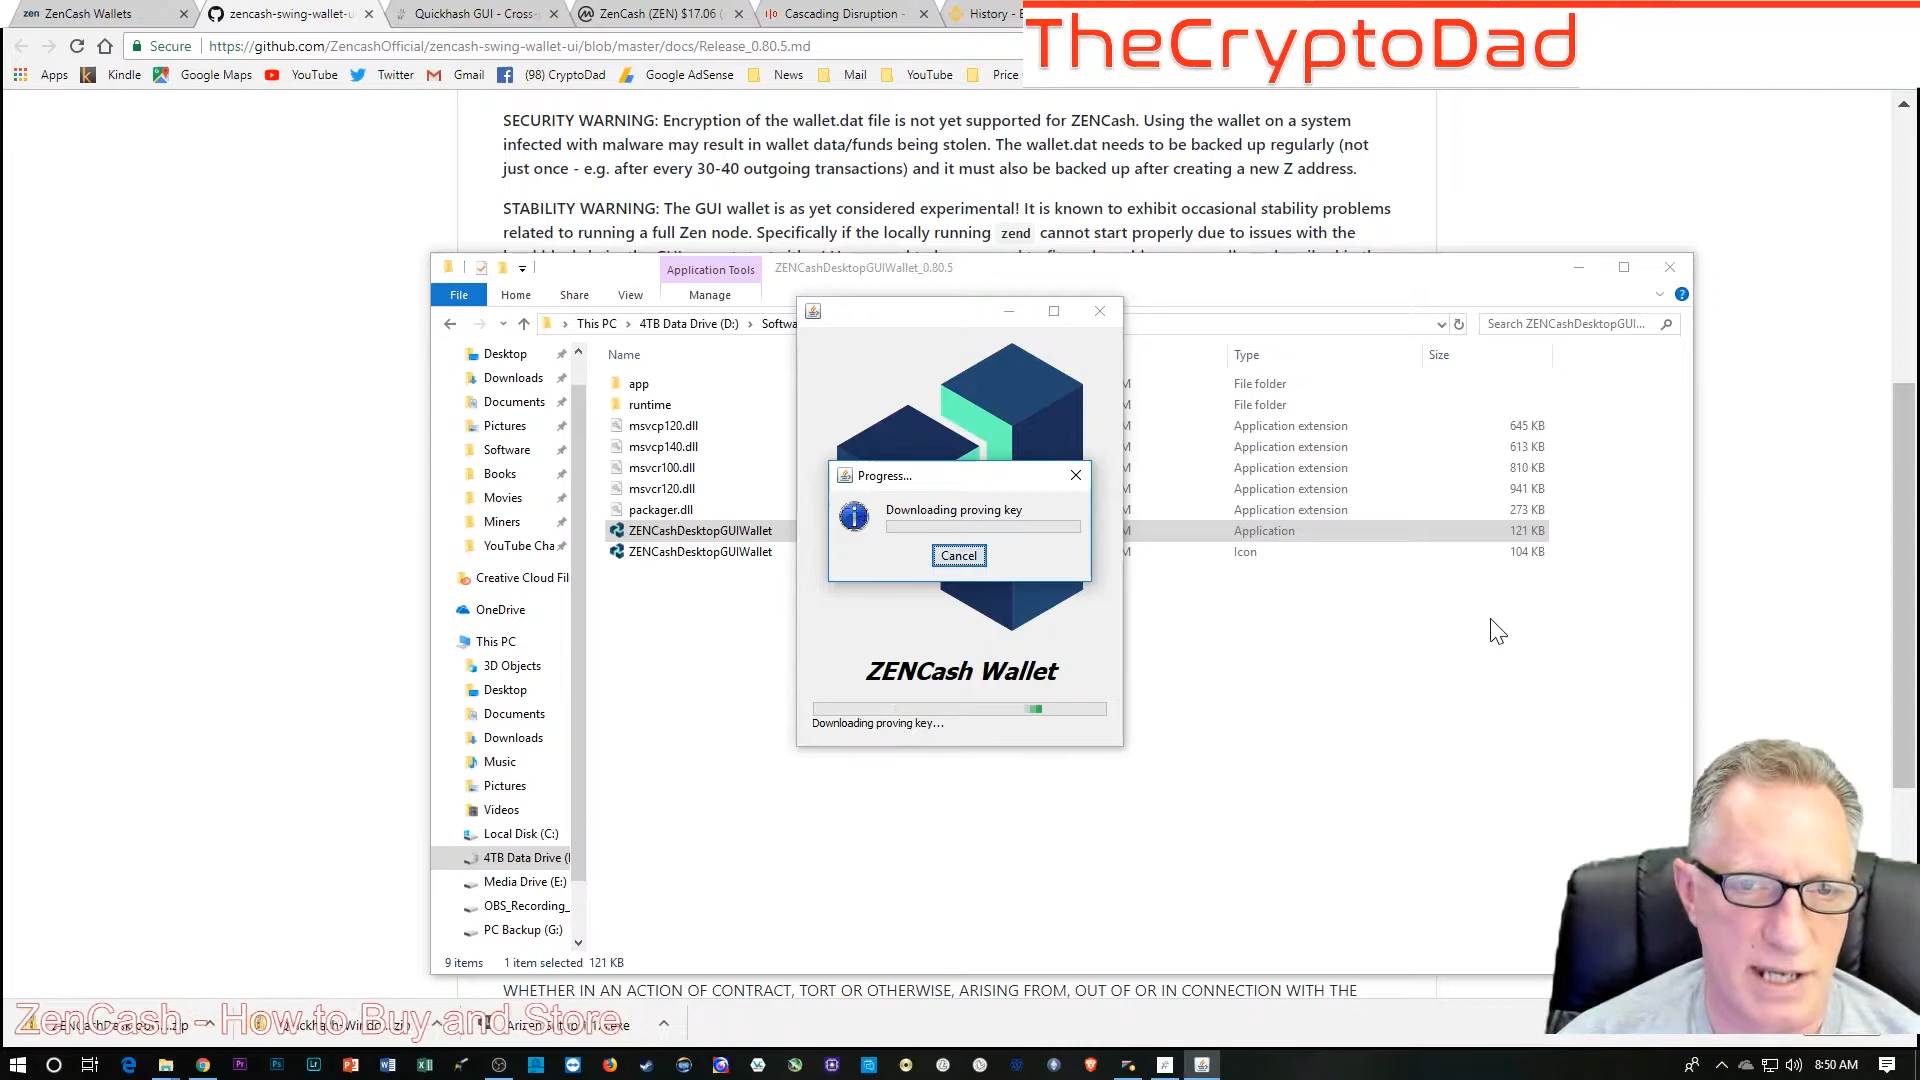 zen ZenCash Wallets
zencash-swing-wallet-u
Quickhash GUI - Cross-
ZenCash (ZEN) $17.06
Cascading Disruption -
History -
TheCryptoDad
Secure
https://github.com/ZencashOfficial/zencash-swing-wallet-ui/blob/master/docs/Release_0.80.5.md
Apps
Kindle
Google Maps
YouTube
Twitter
Gmail
(98) CryptoDad
Google AdSense
News
Mail
YouTube
Price
SECURITY WARNING: Encryption of the wallet.dat file is not yet supported for ZENCash. Using the wallet on a system
infected with malware may result in wallet data/funds being stolen. The wallet.dat needs to be backed up regularly (not
just once - e.g. after every 30-40 outgoing transactions) and it must also be backed up after creating a new Z address.
STABILITY WARNING: The GUI wallet is as yet considered experimental! It is known to exhibit occasional stability problems
related to running a full Zen node. Specifically if the locally running zend cannot start properly due to issues with the
Application Tools
ZENCashDesktopGUIWallet_0.80.5
File
Home
Share
View
Manage
This PC
4TB Data Drive (D:)
Softwa
Search ZENCashDesktopGUI...
Name
Type
Size
Desktop
Downloads
Documents
Pictures
Software
Books
Movies
Miners
YouTube Cha
Creative Cloud Fil
OneDrive
This PC
3D Objects
Desktop
Documents
Downloads
Music
Pictures
Videos
Local Disk (C:)
4TB Data Drive (
Media Drive (E:)
OBS_Recording_
PC Backup (G:)
app M File folder
runtime M File folder
msvcp120.dll M Application extension 645 KB
msvcp140.dll M Application extension 613 KB
msvcr100.dll M Application extension 810 KB
msvcr120.dll M Application extension 941 KB
packager.dll M Application extension 273 KB
ZENCashDesktopGUIWallet M Application 121 KB
ZENCashDesktopGUIWallet M Icon 104 KB
Progress...
Downloading proving key
Cancel
ZENCash Wallet
Downloading proving key...
9 items
1 item selected 121 KB
WHETHER IN AN ACTION OF CONTRACT, TORT OR OTHERWISE, ARISING FROM, OUT OF OR IN CONNECTION WITH THE
ZenCash - How to Buy and Store
8:50 AM